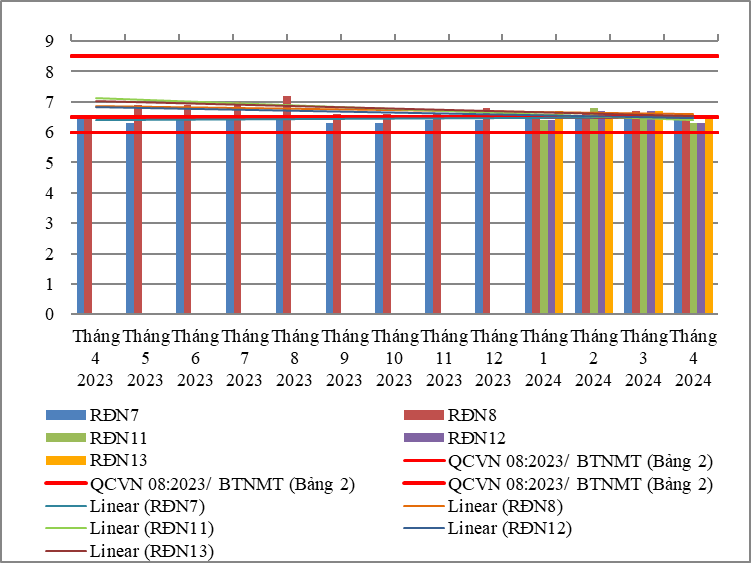 9
8
7
6
5
4
3
2
1
0
Tháng Tháng Tháng Tháng Tháng Tháng Tháng Tháng Tháng Tháng Tháng Tháng Tháng
4 5 6 7 8 9 10 11 12 1 2 3 4
2023 2023 2023 2023 2023 2023 2023 2023 2023 2024 2024 2024 2024
RĐN7 RĐN8
RĐN11 RĐN12
RĐN13 QCVN 08:2023/ BTNMT (Bảng 2)
QCVN 08:2023/ BTNMT (Bảng 2) QCVN 08:2023/ BTNMT (Bảng 2)
Linear (RĐN7) Linear (RĐN8)
Linear (RĐN11) Linear (RĐN12)
Linear (RĐN13)